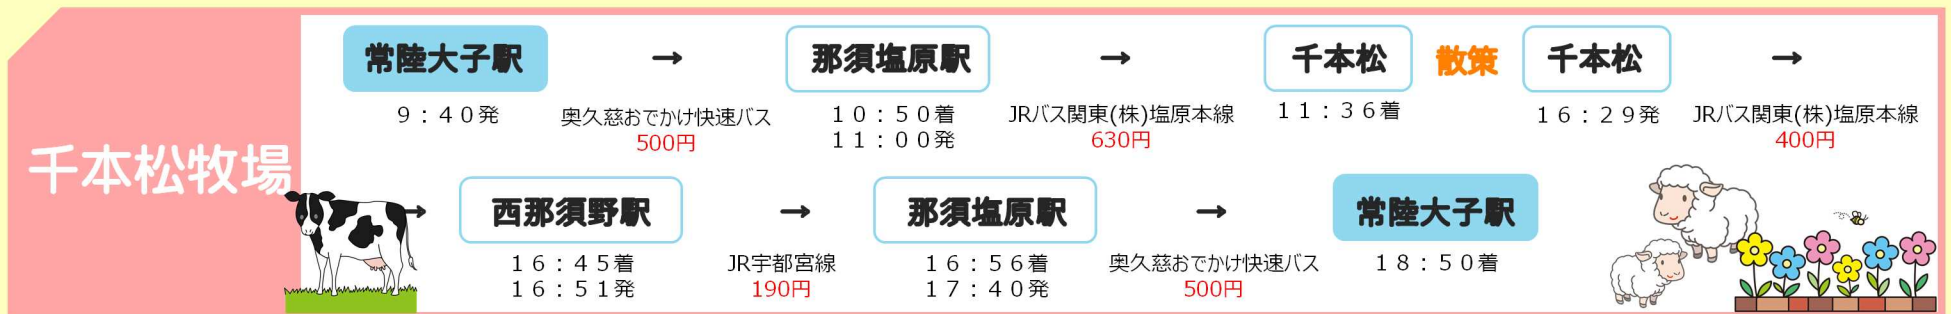 千本松牧場
常陸大子駅 → 那須塩原駅 → 千本松 散策 千本松 →
9：40発 奥久慈おでかけ快速バス 10：50着 JRバス関東(株)塩原本線 11：36着 16：29発 JRバス関東(株)塩原本線
500円 11：00発 630円 400円
→ 西那須野駅 → 那須塩原駅 → 常陸大子駅
16：45着 JR宇都宮線 16：56着 奥久慈おでかけ快速バス 18：50着
16：51発 190円 17：40発 500円